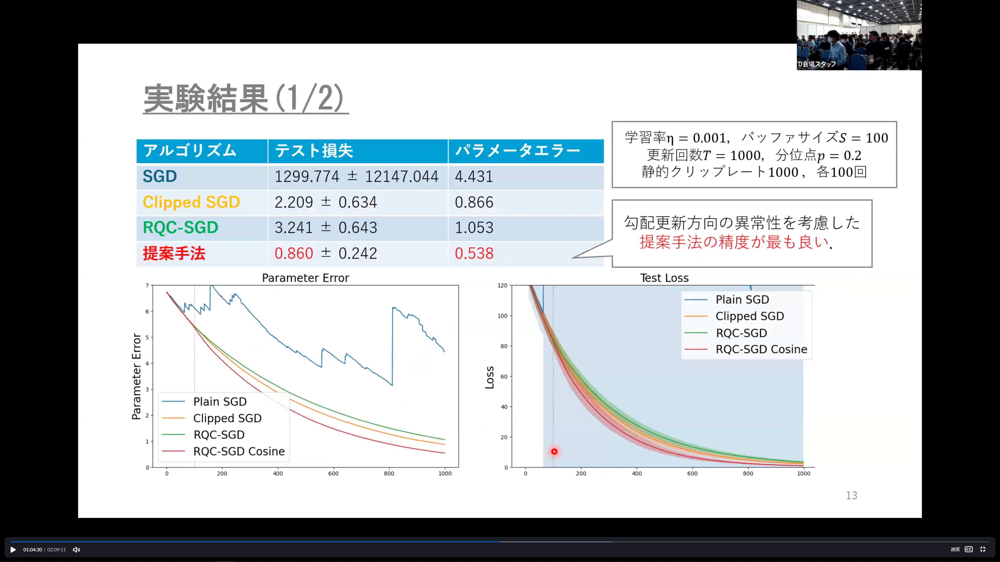 D会場スタッフ
実験結果(1/2)
学習率η = 0.001, バッファサイズS = 100
更新回数T = 1000, 分位点p = 0.2
静的クリップレート1000 , 各100回
アルゴリズム テスト損失 パラメータエラー
SGD 1299.774 ± 12147.044 4.431
Clipped SGD 2.209 ± 0.634 0.866
RQC-SGD 3.241 ± 0.643 1.053
提案手法 0.860 ± 0.242 0.538
勾配更新方向の異常性を考慮した
提案手法の精度が最も良い.
Parameter Error
Parameter Error
7
6
5
4
3
2
1
0
0 200 400 600 800 1000
Plain SGD
Clipped SGD
RQC-SGD
RQC-SGD Cosine
Test Loss
Loss
120
100
80
60
40
20
0
0 200 400 600 800 1000
Plain SGD
Clipped SGD
RQC-SGD
RQC-SGD Cosine
13
01:04:30 / 02:09:11
速度 CC